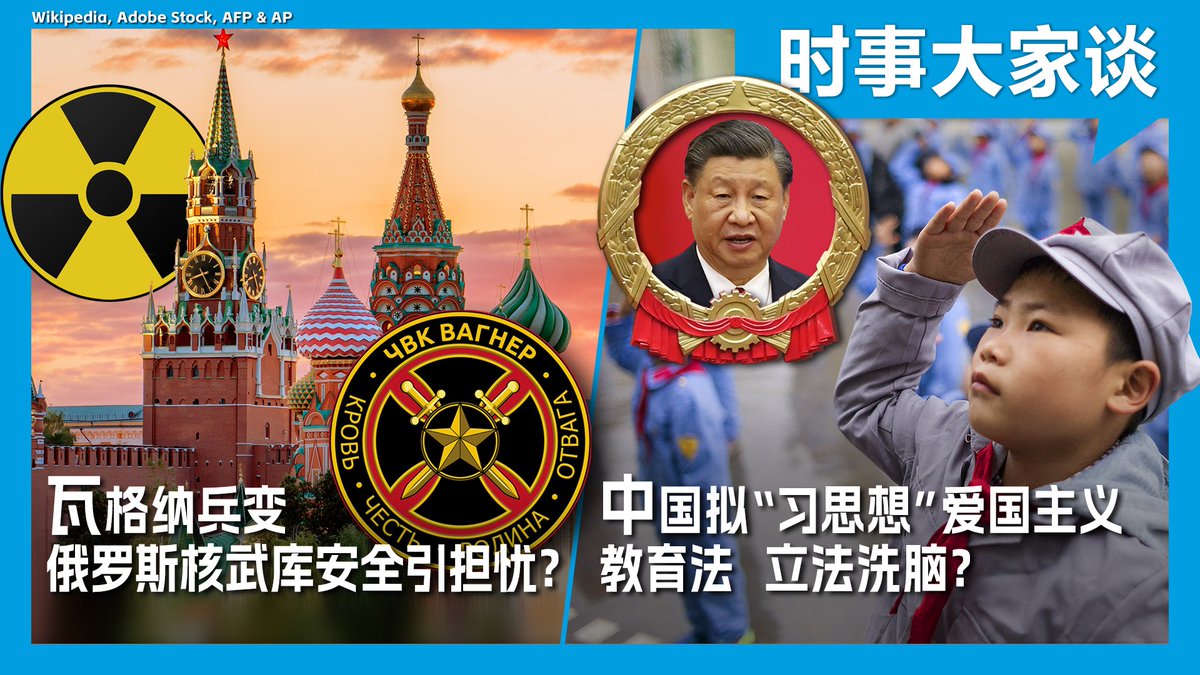 Wikipedia, Adobe Stock, AFP & AP
时事大家谈
ЧВК ВАГНЕР
КРОВЬ
ЧЕСТЬ
ОТВАГА
瓦格纳兵变
俄罗斯核武库安全引担忧?
中国拟“习思想”爱国主义
教育法 立法洗脑?